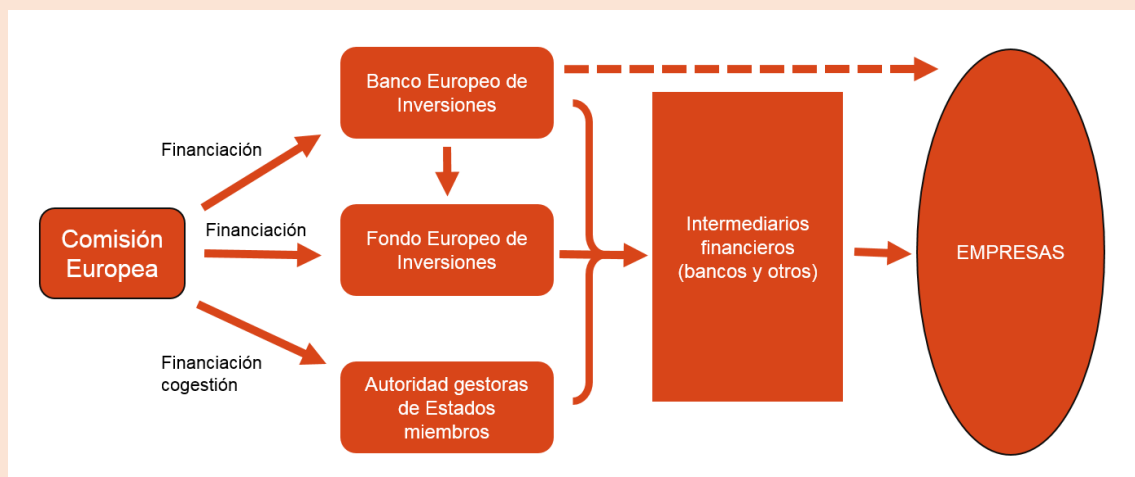 Banco Europeo de
Inversiones
Financiación
Comisión
Europea
Financiación
Fondo Europeo de
Inversiones
Financiación
cogestión
Autoridad gestoras
de Estados
miembros
Intermediarios
financieros
(bancos y otros)
EMPRESAS